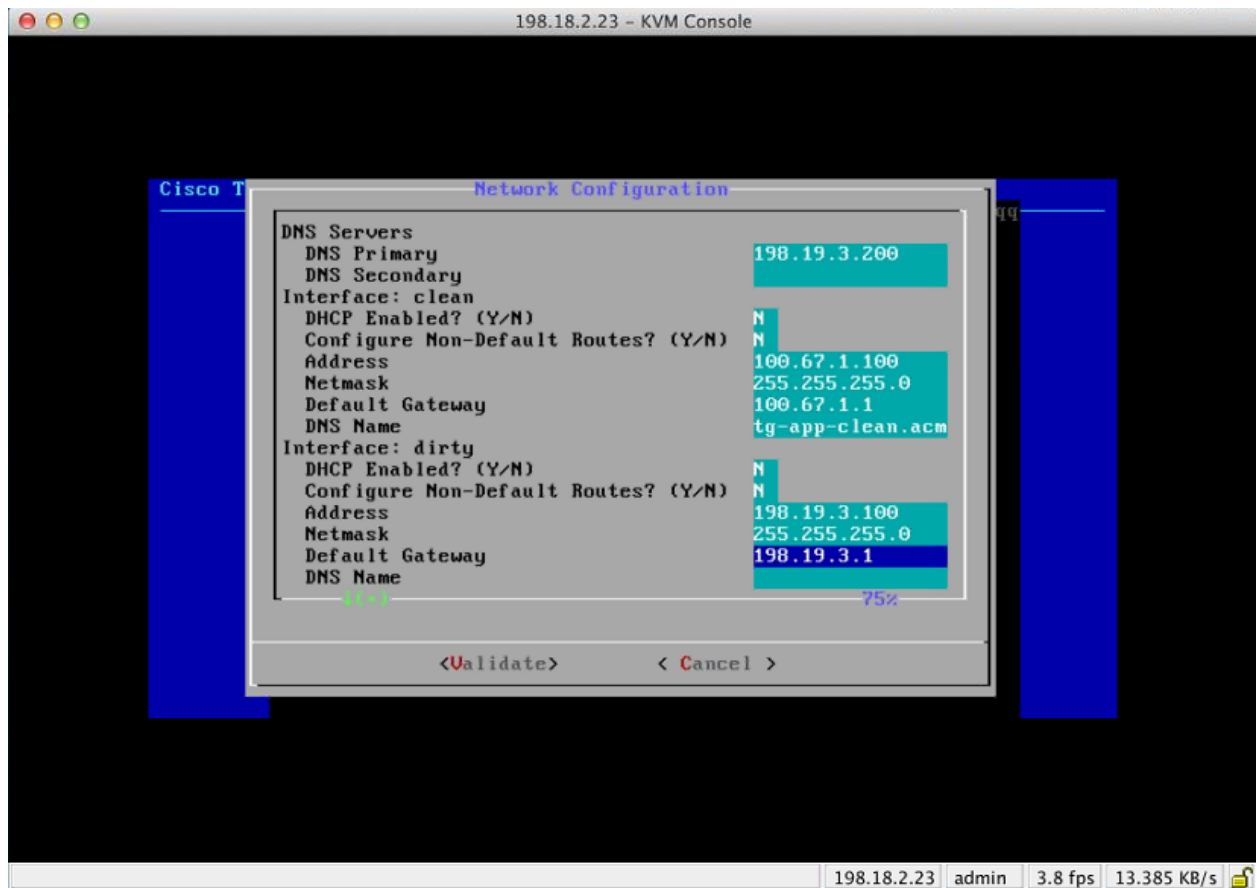 198.18.2.23 – KVM Console
Cisco T
Network Configuration
qq
DNS Servers
DNS Primary 198.19.3.200
DNS Secondary
Interface: clean
DHCP Enabled? (Y/N) N
Configure Non-Default Routes? (Y/N) N
Address 100.67.1.100
Netmask 255.255.255.0
Default Gateway 100.67.1.1
DNS Name tg-app-clean.acm
Interface: dirty
DHCP Enabled? (Y/N) N
Configure Non-Default Routes? (Y/N) N
Address 198.19.3.100
Netmask 255.255.255.0
Default Gateway 198.19.3.1
DNS Name
↓(+) 75%
<Validate> < Cancel >
198.18.2.23 admin 3.8 fps 13.385 KB/s